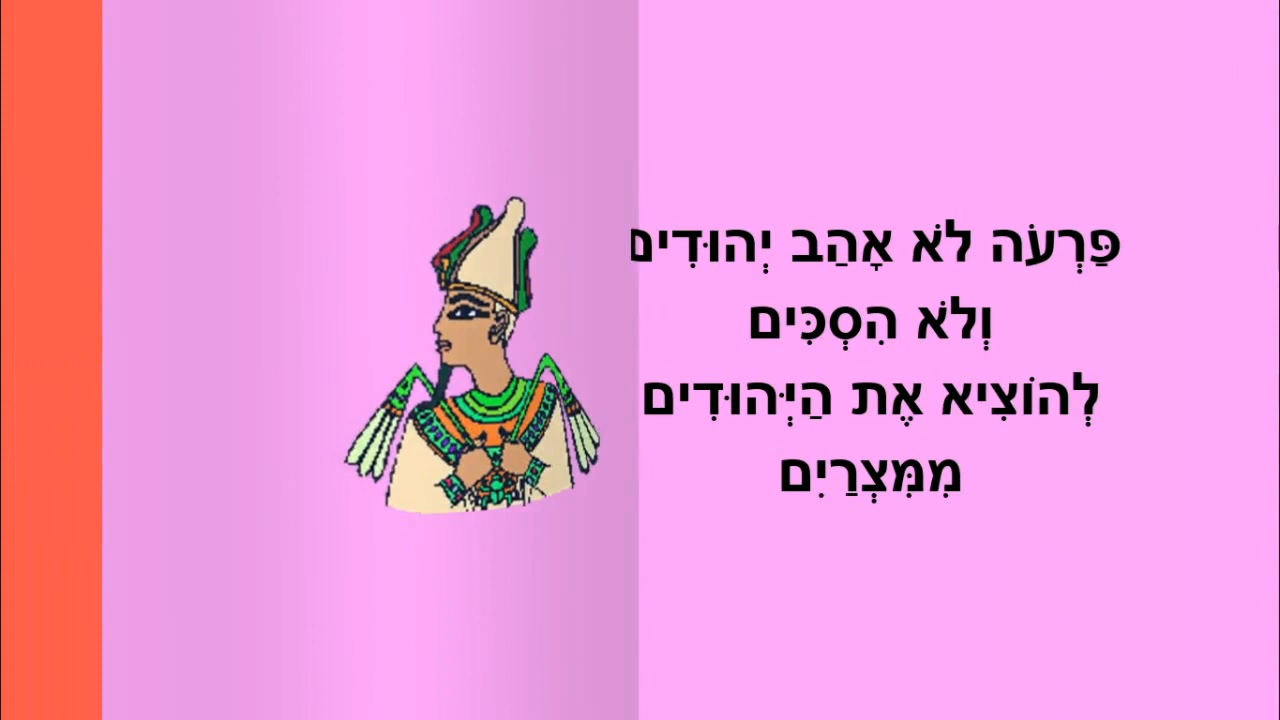 פַּרְעֹה לֹא אָהַב יְהוּדִים
וְלֹא הִסְכִּים
לְהוֹצִיא אֶת הַיְּהוּדִים
מִמִּצְרַיִם